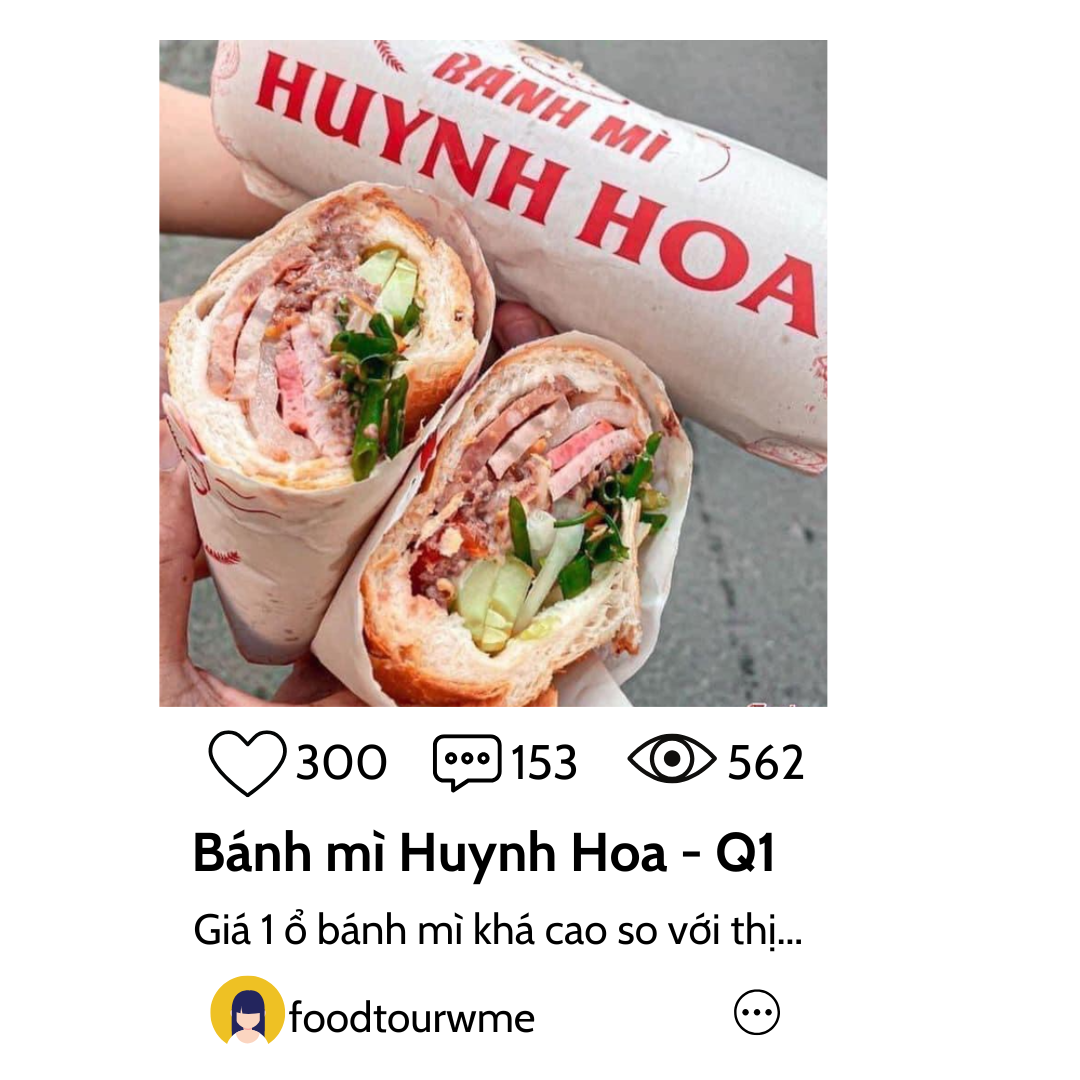 BÁNH MÌ
HUYNH HOA
300 153 562
Bánh mì Huynh Hoa - Q1
Giá 1 ổ bánh mì khá cao so với thị...
foodtourwme